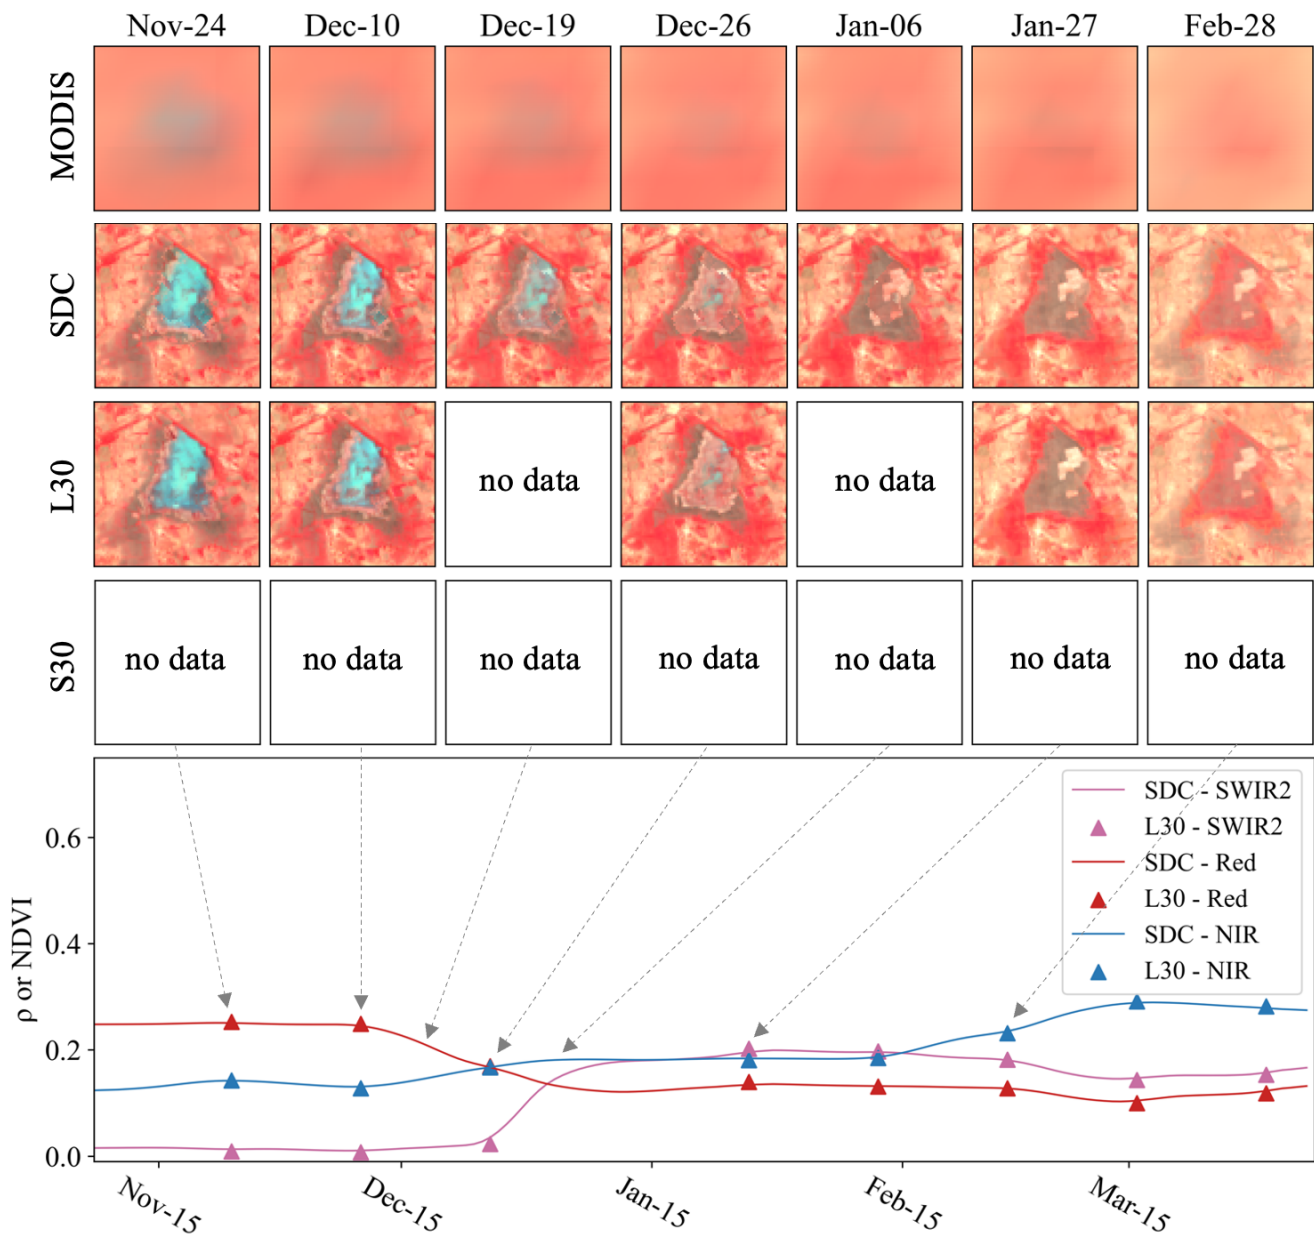 Nov-24 Dec-10 Dec-19 Dec-26 Jan-06 Jan-27 Feb-28
MODIS
SDC
L30
no data no data
S30
no data no data no data no data no data no data no data
SDC - SWIR2
L30 - SWIR2
SDC - Red
L30 - Red
SDC - NIR
L30 - NIR
ρ or NDVI
0.6
0.4
0.2
0.0
Nov-15 Dec-15 Jan-15 Feb-15 Mar-15